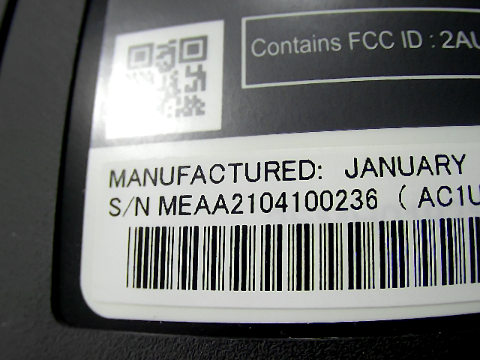 Contains FCC ID : 2AU
MANUFACTURED: JANUARY
S/N MEAA2104100236 ( AC1U